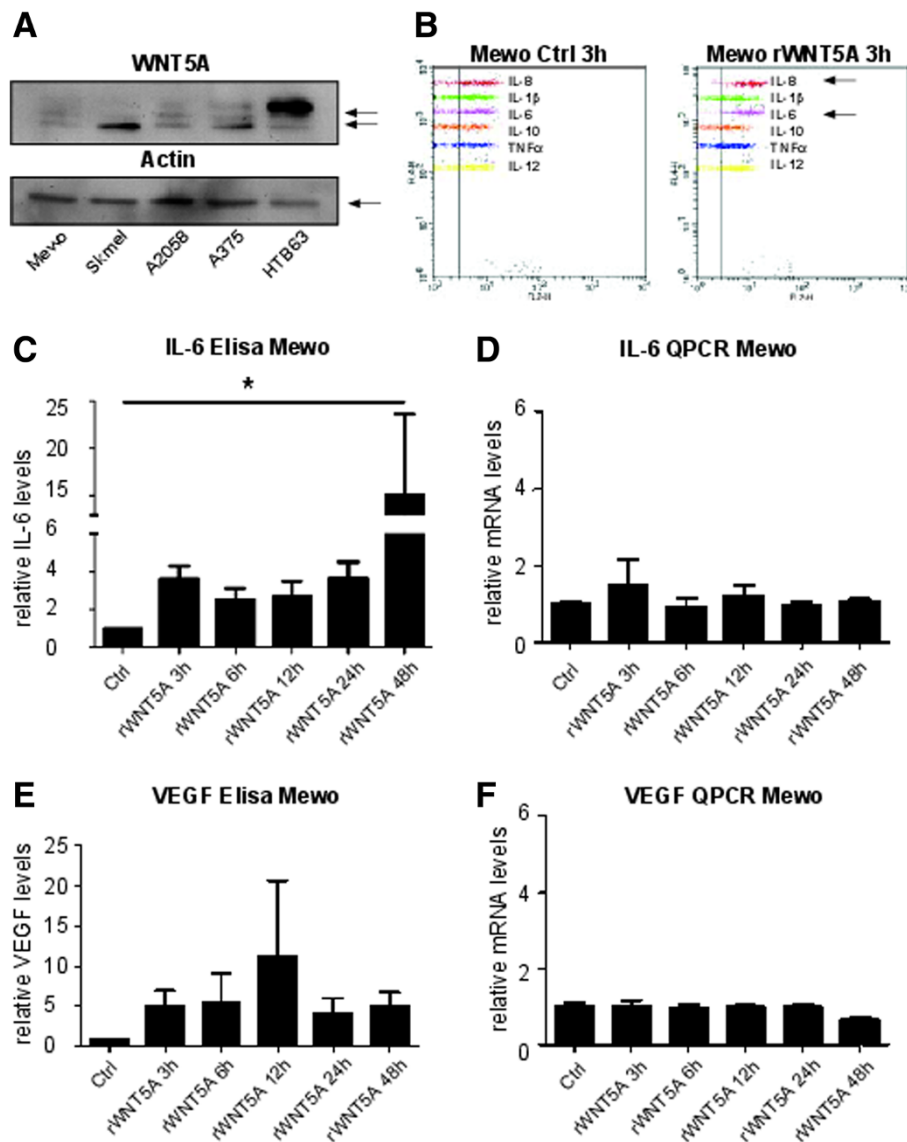 A
WNT5A
Actin
Mewo
Skmel
A2058
A375
HTB63
B
Mewo Ctrl 3h
IL-8
IL-1β
IL-6
IL-10
TNFα
IL-12
FL2-H
Mewo rWNT5A 3h
IL-8
IL-1β
IL-6
IL-10
TNFα
IL-12
FL2-H
C
IL-6 Elisa Mewo
*
relative IL-6 levels
25
20
15
6
4
2
0
Ctrl
rWNT5A 3h
rWNT5A 6h
rWNT5A 12h
rWNT5A 24h
rWNT5A 48h
D
IL-6 QPCR Mewo
relative mRNA levels
6
4
2
0
Ctrl
rWNT5A 3h
rWNT5A 6h
rWNT5A 12h
rWNT5A 24h
rWNT5A 48h
E
VEGF Elisa Mewo
relative VEGF levels
25
20
15
10
5
0
Ctrl
rWNT5A 3h
rWNT5A 6h
rWNT5A 12h
rWNT5A 24h
rWNT5A 48h
F
VEGF QPCR Mewo
relative mRNA levels
6
4
2
0
Ctrl
rWNT5A 3h
rWNT5A 6h
rWNT5A 12h
rWNT5A 24h
rWNT5A 48h